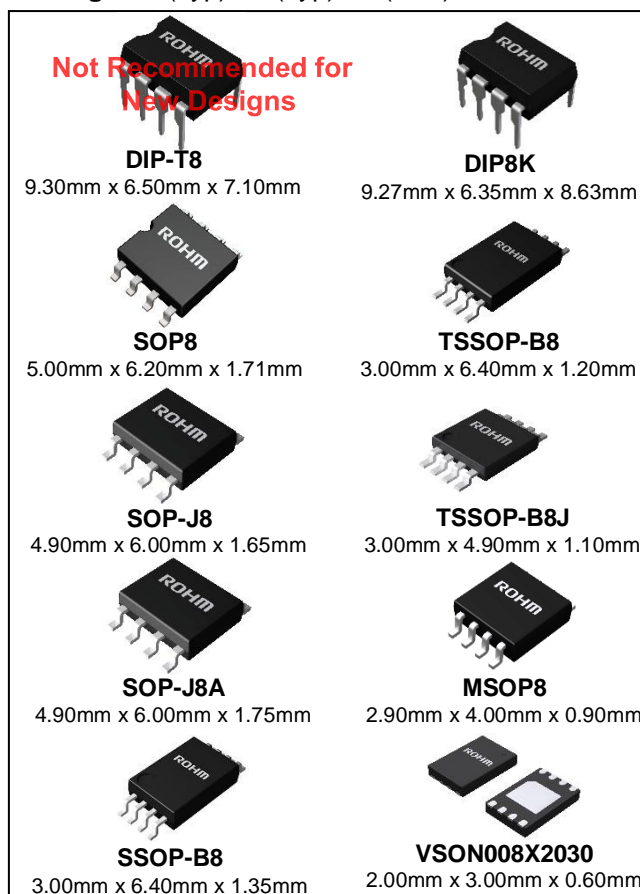 ROHM
ROHM
Not Recommended for
New Designs
DIP-T8
9.30mm x 6.50mm x 7.10mm
DIP8K
9.27mm x 6.35mm x 8.63mm
ROHM
ROHM
SOP8
5.00mm x 6.20mm x 1.71mm
TSSOP-B8
3.00mm x 6.40mm x 1.20mm
ROHM
ROHM
SOP-J8
4.90mm x 6.00mm x 1.65mm
TSSOP-B8J
3.00mm x 4.90mm x 1.10mm
ROHM
ROHM
SOP-J8A
4.90mm x 6.00mm x 1.75mm
MSOP8
2.90mm x 4.00mm x 0.90mm
ROHM
ROHM
SSOP-B8
3.00mm x 6.40mm x 1.35mm
VSON008X2030
2.00mm x 3.00mm x 0.60mm